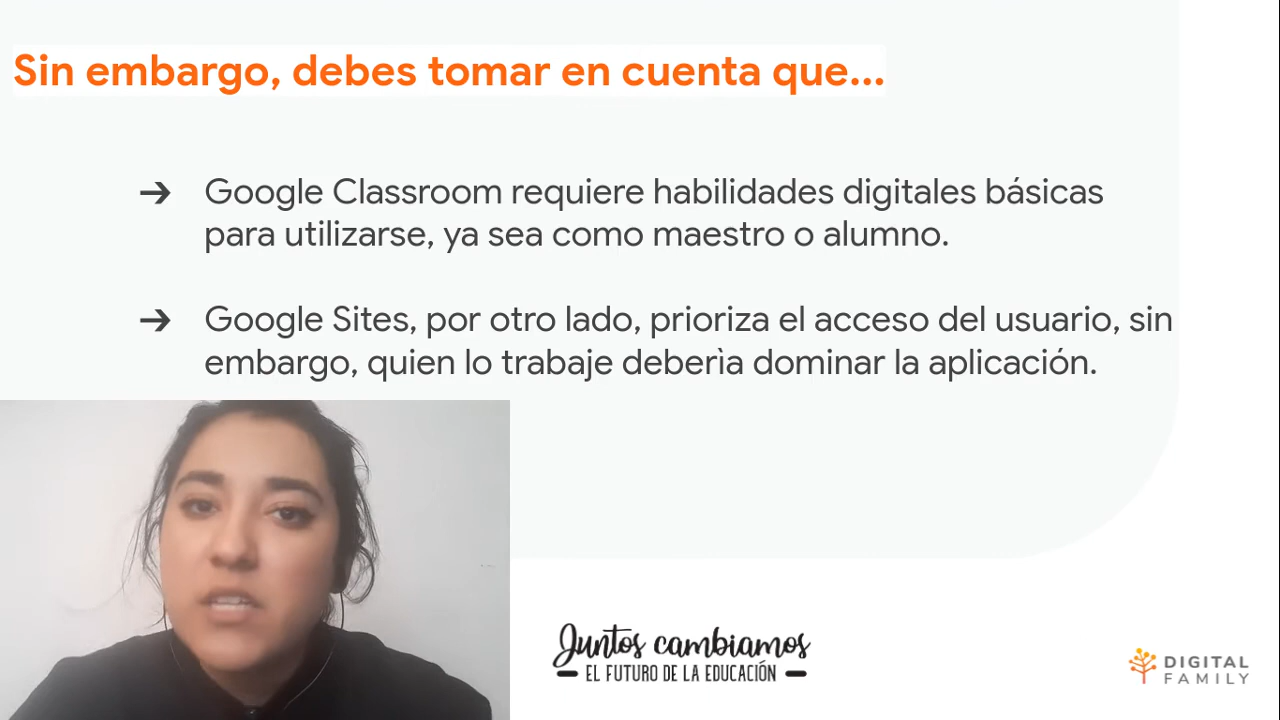 Sin embargo, debes tomar en cuenta que...
➔ Google Classroom requiere habilidades digitales básicas
para utilizarse, ya sea como maestro o alumno.
➔ Google Sites, por otro lado, prioriza el acceso del usuario, sin
embargo, quien lo trabaje deberìa dominar la aplicación.
Juntos cambiamos
EL FUTURO DE LA EDUCACIÓN
DIGITAL
FAMILY